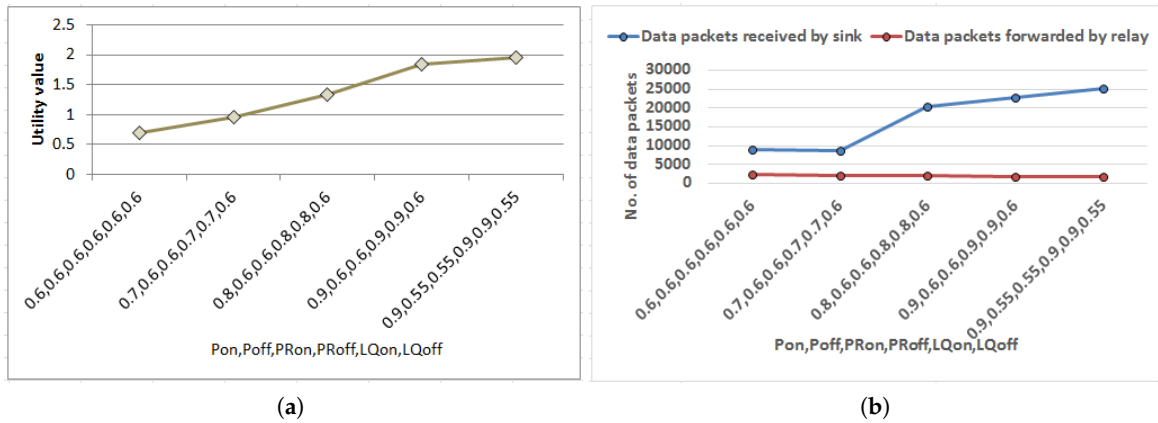 2.5
2
1.5
1
0.5
0
Utility value
0.6,0.6,0.6,0.6,0.6,0.6
0.7,0.6,0.6,0.7,0.7,0.6
0.8,0.6,0.6,0.8,0.8,0.6
0.9,0.6,0.6,0.9,0.9,0.6
0.9,0.55,0.55,0.9,0.9,0.55
Pon,Poff,PRon,PRoff,LQon,LQoff
(a)
Data packets received by sink
Data packets forwarded by relay
30000
25000
20000
15000
10000
5000
0
No. of data packets
0.6,0.6,0.6,0.6,0.6,0.6
0.7,0.6,0.6,0.7,0.7,0.6
0.8,0.6,0.6,0.8,0.8,0.6
0.9,0.6,0.6,0.9,0.9,0.6
0.9,0.55,0.55,0.9,0.9,0.55
Pon,Poff,PRon,PRoff,LQon,LQoff
(b)